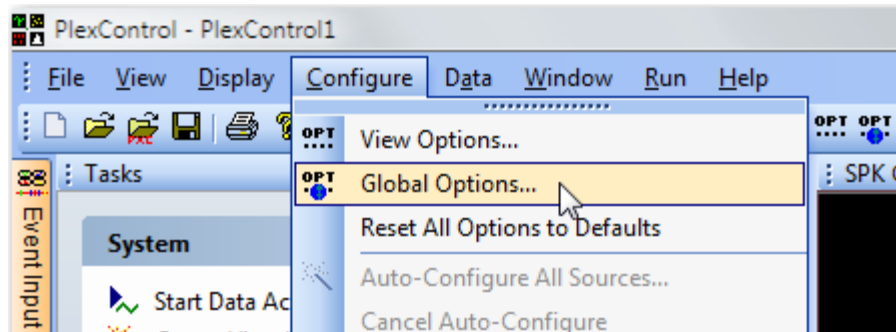 PlexControl - PlexControl1
File View Display Configure Data Window Run Help
OPT View Options...
OPT OPT
Tasks
OPT Global Options...
SPK
Event Input
System
Reset All Options to Defaults
Start Data Ac
Auto-Configure All Sources...
Cancel Auto-Configure